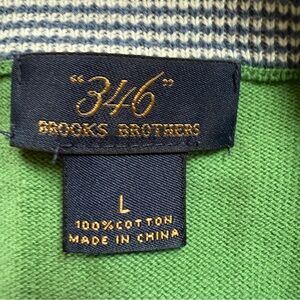 "346"
BROOKS BROTHERS
L
100% COTTON
MADE IN CHINA